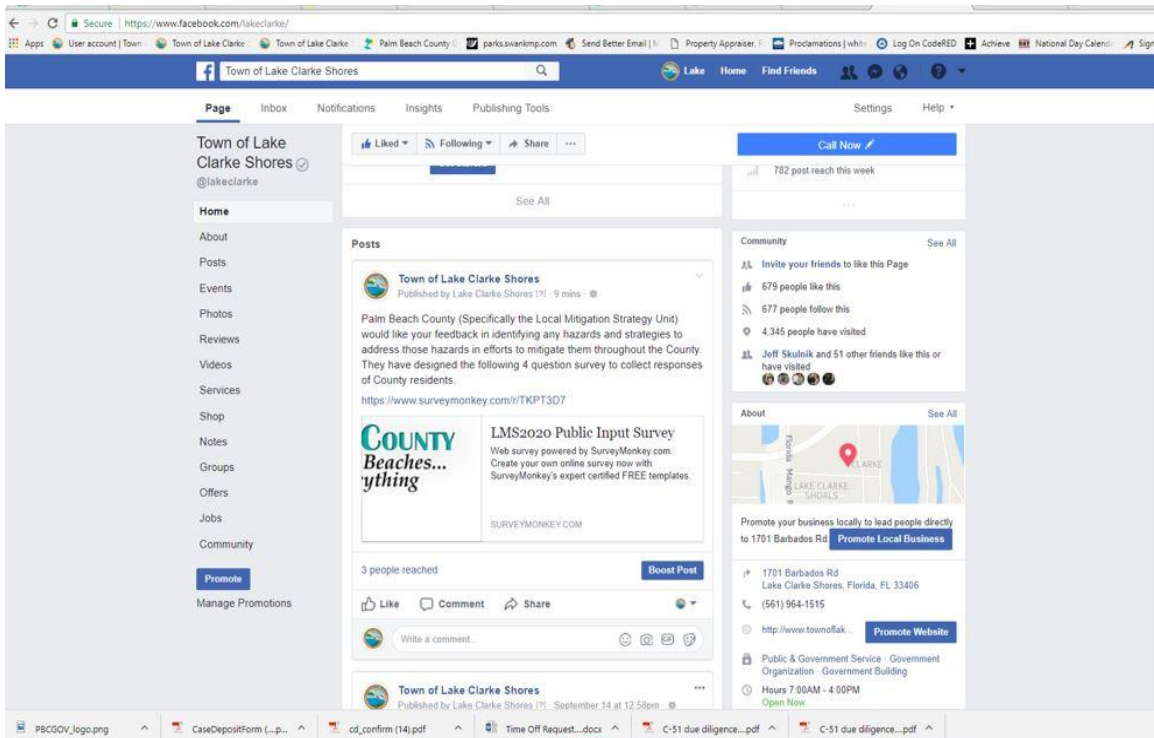 Secure | https://www.facebook.com/lakeclarke/
Apps User account | Town Town of Lake Clarke Town of Lake Clarke Palm Beach County parks.swankmp.com Send Better Email | Property Appraiser, Proclamations | white Log On CodeRED Achieve National Day Calend Sign
Town of Lake Clarke Shores Lake Home Find Friends
Page Inbox Notifications Insights Publishing Tools Settings Help
Town of Lake
Clarke Shores
@lakeclarke
Liked Following Share ...
Call Now
Home
About
Posts
Events
Photos
Reviews
Videos
Services
Shop
Notes
Groups
Offers
Jobs
Community
Promote
Manage Promotions
See All
Posts
Town of Lake Clarke Shores
Published by Lake Clarke Shores [?] · 9 mins ·
Palm Beach County (Specifically the Local Mitigation Strategy Unit)
would like your feedback in identifying any hazards and strategies to
address those hazards in efforts to mitigate them throughout the County.
They have designed the following 4 question survey to collect responses
of County residents.
https://www.surveymonkey.com/r/TKPT3D7
COUNTY
Beaches...
ything
LMS2020 Public Input Survey
Web survey powered by SurveyMonkey.com.
Create your own online survey now with
SurveyMonkey's expert certified FREE templates.
SURVEYMONKEY.COM
3 people reached Boost Post
Like Comment Share
Write a comment...
Town of Lake Clarke Shores ...
Published by Lake Clarke Shores [?] · September 14 at 12:58pm ·
782 post reach this week
...
Community See All
Invite your friends to like this Page
679 people like this
677 people follow this
4,345 people have visited
Jeff Skulnik and 51 other friends like this or
have visited
About See All
Florida Mango
CLARKE
LAKE CLARKE
SHOALS
Promote your business locally to lead people directly
to 1701 Barbados Rd. Promote Local Business
1701 Barbados Rd
Lake Clarke Shores, Florida, FL 33406
(561) 964-1515
http://www.townoflak... Promote Website
Public & Government Service · Government
Organization · Government Building
Hours 7:00AM - 4:00PM
Open Now
PBCGOV_logo.png CaseDepositForm (....p... cd_confirm (14).pdf Time Off Request....docx C-51 due diligence....pdf C-51 due diligence....pdf